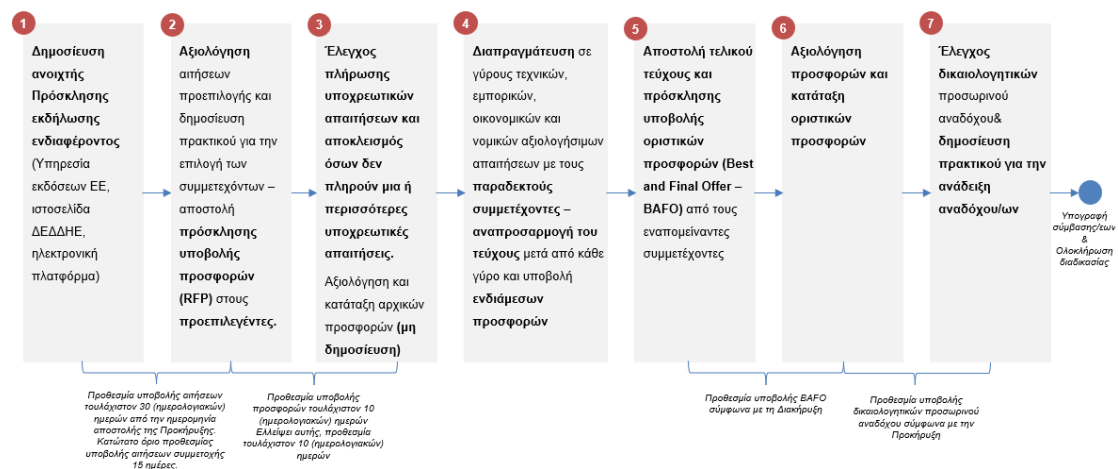 1
Δημοσίευση
ανοιχτής
Πρόσκλησης
εκδήλωσης
ενδιαφέροντος
(Υπηρεσία
εκδόσεων ΕΕ,
ιστοσελίδα
ΔΕΔΔΗΕ,
ηλεκτρονική
πλατφόρμα)
2
Αξιολόγηση
αιτήσεων
προεπιλογής και
δημοσίευση
πρακτικού για την
επιλογή των
συμμετεχόντων –
αποστολή
πρόσκλησης
υποβολής
προσφορών
(RFP) στους
προεπιλεγέντες.
3
Έλεγχος
πλήρωσης
υποχρεωτικών
απαιτήσεων και
αποκλεισμός
όσων δεν
πληρούν μια ή
περισσότερες
υποχρεωτικές
απαιτήσεις.
Αξιολόγηση και
κατάταξη αρχικών
προσφορών (μη
δημοσίευση)
4
Διαπραγμάτευση σε
γύρους τεχνικών,
εμπορικών,
οικονομικών και
νομικών αξιολογήσιμων
απαιτήσεων με τους
παραδεκτούς
συμμετέχοντες –
αναπροσαρμογή του
τεύχους μετά από κάθε
γύρο και υποβολή
ενδιάμεσων
προσφορών
5
Αποστολή τελικού
τεύχους και
πρόσκλησης
υποβολής
οριστικών
προσφορών (Best
and Final Offer –
BAFO) από τους
εναπομείναντες
συμμετέχοντες
6
Αξιολόγηση
προσφορών και
κατάταξη
οριστικών
προσφορών
7
Έλεγχος
δικαιολογητικών
προσωρινού
αναδόχου&
δημοσίευση
πρακτικού για την
ανάδειξη
αναδόχου/ων
Υπογραφή
σύμβασης/εων
&
Ολοκλήρωση
διαδικασίας
Προθεσμία υποβολής αιτήσεων
τουλάχιστον 30 (ημερολογιακών)
ημερών από την ημερομηνία
αποστολής της Προκήρυξης.
Κατώτατο όριο προθεσμίας
υποβολής αιτήσεων συμμετοχής
15 ημέρες.
Προθεσμία υποβολής
προσφορών τουλάχιστον 10
(ημερολογιακών) ημερών
Ελλείψει αυτής, προθεσμία
τουλάχιστον 10 (ημερολογιακών)
ημερών
Προθεσμία υποβολής BAFO
σύμφωνα με τη Διακήρυξη
Προθεσμία υποβολής
δικαιολογητικών προσωρινού
αναδόχου σύμφωνα με την
Προκήρυξη